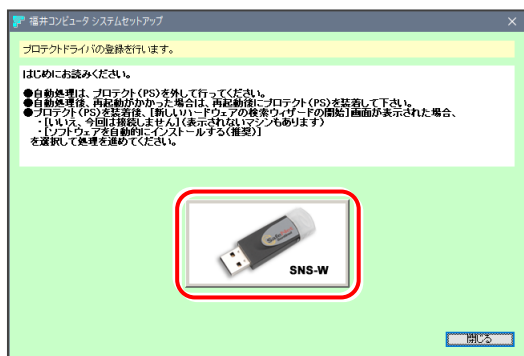 福井コンピュータ システムセットアップ
プロテクトドライバの登録を行います。
はじめにお読みください。
●自動処理は、プロテクト(PS)を外して行ってください。
●自動処理後、再起動がかかった場合は、再起動後にプロテクト(PS)を装着して下さい。
●プロテクト(PS)を装着後、[新しいハードウェアの検索ウィザードの開始]画面が表示された場合、
・[いいえ、今回は接続しません](表示されないマシンもあります)
・[ソフトウェアを自動的にインストールする(推奨)]
を選択して処理を進めてください。
SNS-W
閉じる